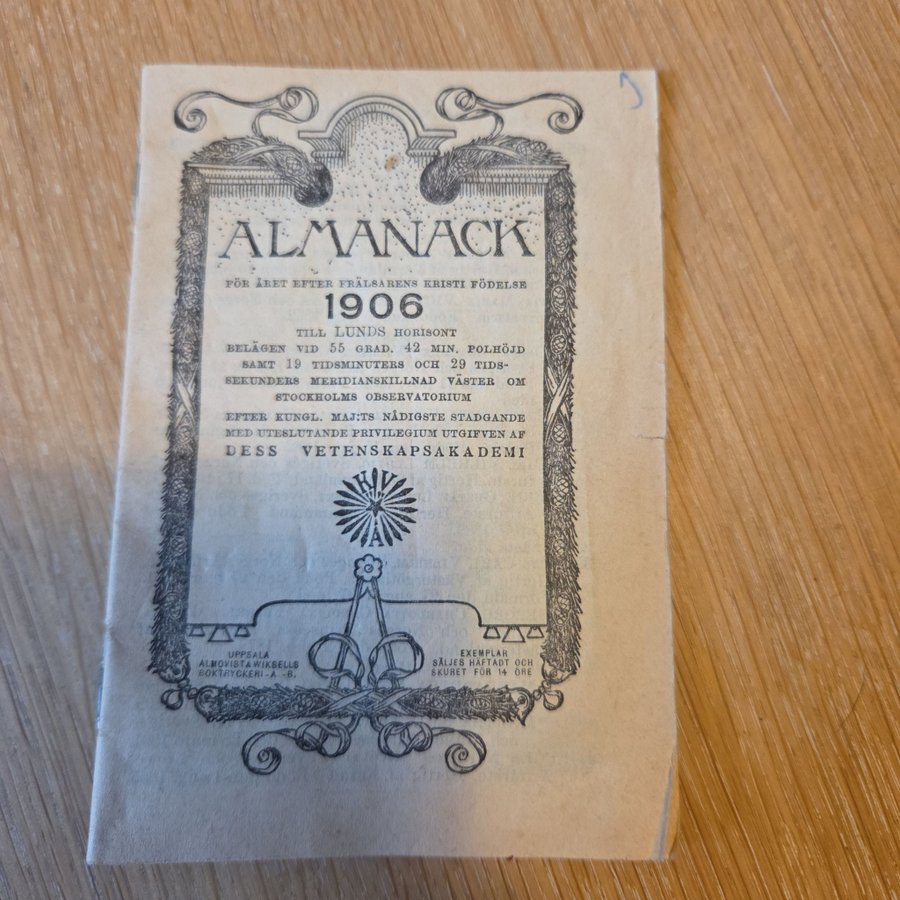 ALMANACK
FÖR ÅRET EFTER FRÄLSARENS KRISTI FÖDELSE
1906
TILL LUNDS HORISONT
BELÄGEN VID 55 GRAD. 42 MIN. POLHÖJD
SAMT 19 TIDSMINUTERS OCH 29 TIDS-
SEKUNDERS MERIDIANSKILLNAD VÄSTER OM
STOCKHOLMS OBSERVATORIUM
EFTER KUNGL. MAJ:TS NÅDIGSTE STADGANDE
MED UTESLUTANDE PRIVILEGIUM UTGIFVEN AF
DESS VETENSKAPSAKADEMI
K V
A
UPPSALA
ALMQVIST & WIKSELLS
BOKTRYCKERI-A.-B.
EXEMPLAR
SÄLJES HÄFTADT OCH
SKURET FÖR 14 ÖRE